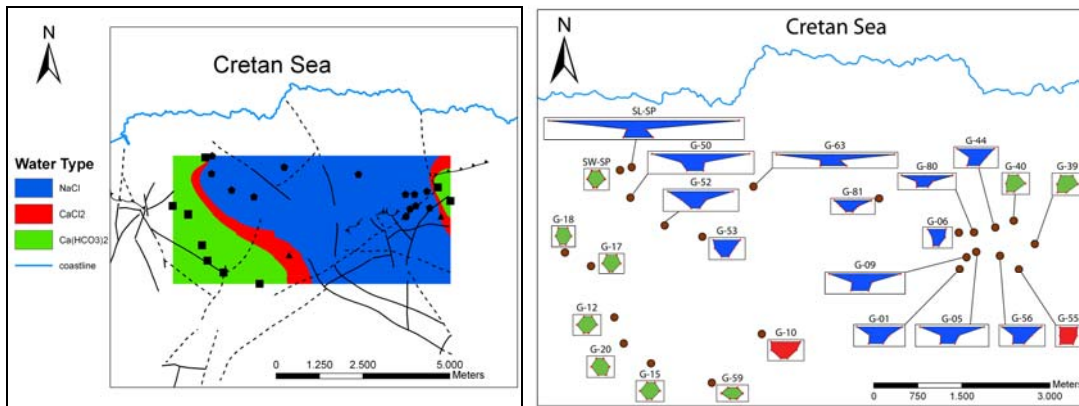 N
Cretan Sea
Water Type
NaCl
CaCl2
Ca(HCO3)2
coastline
0 1.250 2.500 5.000
Meters
N
Cretan Sea
SL-SP
SW-SP
G-50
G-63
G-44
G-80
G-40
G-39
G-52
G-81
G-18
G-53
G-06
G-17
G-09
G-12
G-01
G-05
G-56
G-55
G-10
G-20
G-15
G-59
0 750 1.500 3.000
Meters